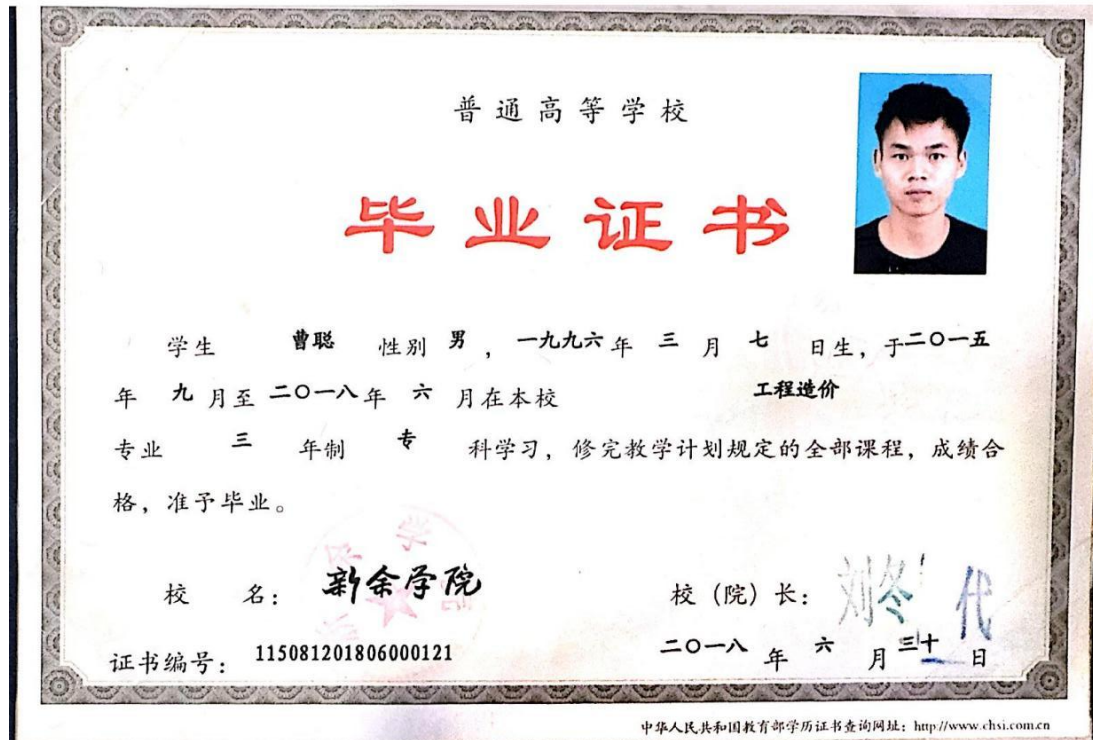 普通高等学校
毕业证书
学生 曹聪 性别 男 ，一九九六 年 三 月 七 日生，于二〇一五
年 九 月至 二〇一八 年 六 月在本校 工程造价
专业 三 年制 专 科学习，修完教学计划规定的全部课程，成绩合
格，准予毕业。
校 名： 新余学院
校（院）长： 刘冬 代
证书编号： 115081201806000121
二〇一八 年 六 月 三十 日
中华人民共和国教育部学历证书查询网址：http://www.chsi.com.cn